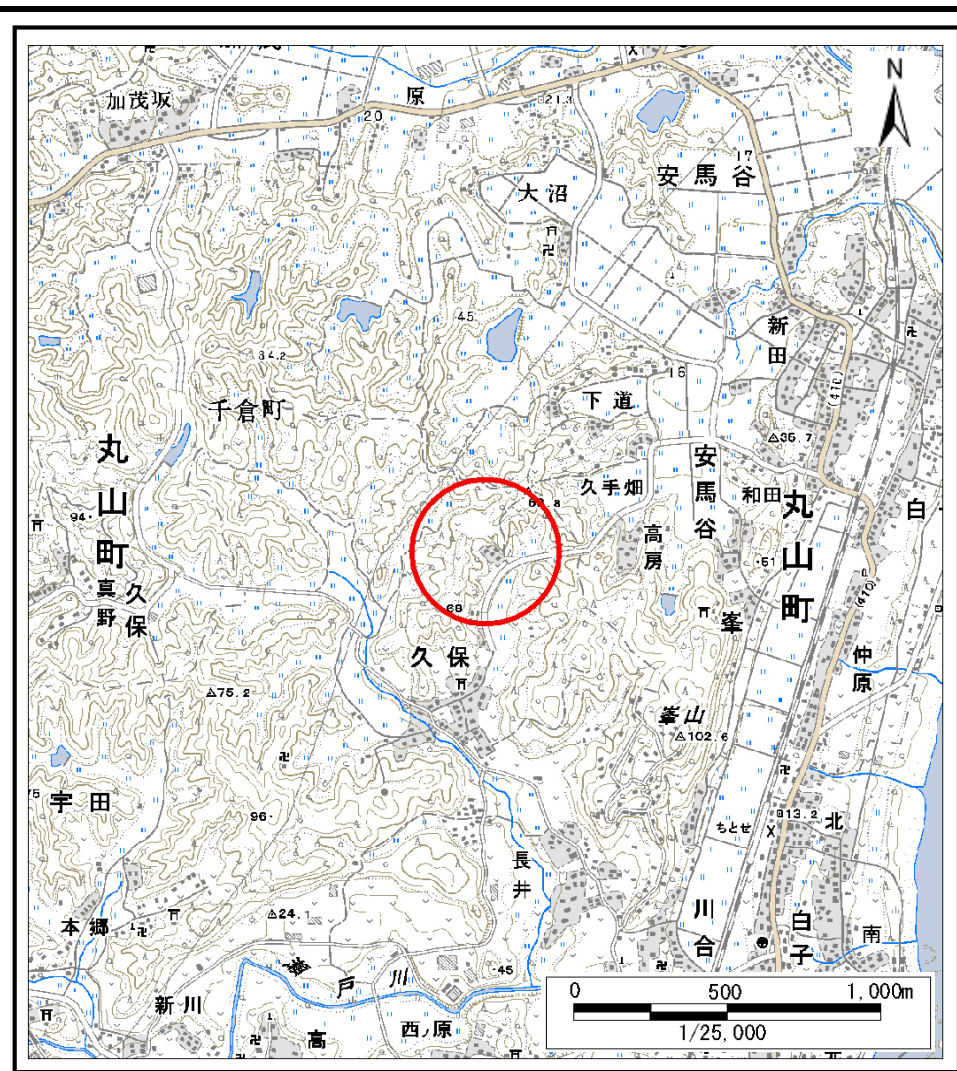 加茂坂
原
20
21.3
17
安馬谷
N
大沼
45
34.2
新田
16
(410)
千倉町
下道
35.7
丸山町
安馬谷
久手畑
和田
丸山町
白
94
真野
久保
高房
51
(410)
68
峯
久保
仲原
75.2
峯山
102.6
75
宇田
96
ちとせ
13.2
北
長井
24.1
本郷
川合
白子
南
瀬戸川
45
新川
高
西ノ原
0 500 1,000m
1/25,000